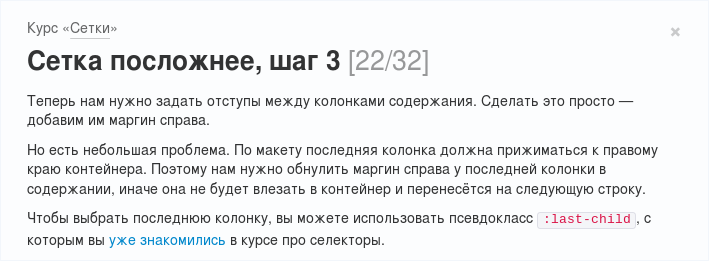 Курс «Сетки»
×
Сетка посложнее, шаг 3 [22/32]
Теперь нам нужно задать отступы между колонками содержания. Сделать это просто —
добавим им маргин справа.
Но есть небольшая проблема. По макету последняя колонка должна прижиматься к правому
краю контейнера. Поэтому нам нужно обнулить маргин справа у последней колонки в
содержании, иначе она не будет влезать в контейнер и перенесётся на следующую строку.
Чтобы выбрать последнюю колонку, вы можете использовать псевдокласс :last-child, с
которым вы уже знакомились в курсе про селекторы.